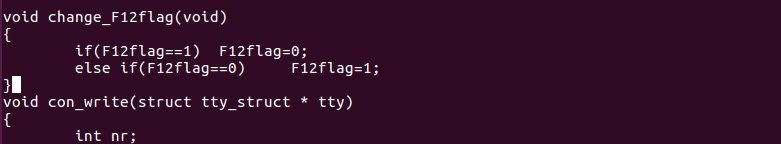 void change_F12flag(void)
{
        if(F12flag==1)  F12flag=0;
        else if(F12flag==0)     F12flag=1;
}
void con_write(struct tty_struct * tty)
{
        int nr;